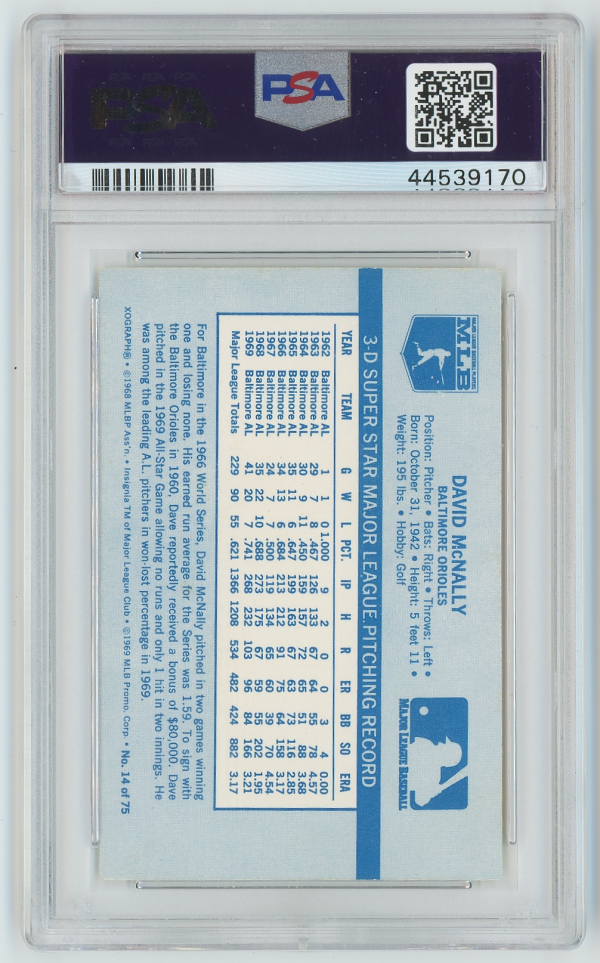 PSA
PSA
44539170
MAJOR LEAGUE BASEBALL PLAYERS
MLB
DAVID McNALLY
BALTIMORE ORIOLES
Position: Pitcher • Bats: Right • Throws: Left •
Born: October 31, 1942 • Height: 5 feet 11 •
Weight: 195 lbs. • Hobby: Golf
MAJOR LEAGUE BASEBALL
3-D SUPER STAR MAJOR LEAGUE PITCHING RECORD
YEAR TEAM G W L PCT. IP H R ER BB SO ERA
1962 Baltimore AL 1 1 0 1.000 9 2 0 0 3 4 0.00
1963 Baltimore AL 29 7 8 .467 126 133 67 64 55 78 4.57
1964 Baltimore AL 30 9 11 .450 159 157 72 65 51 88 3.68
1965 Baltimore AL 35 11 6 .647 199 163 67 63 73 116 2.85
1966 Baltimore AL 34 13 6 .684 213 212 91 75 64 158 3.17
1967 Baltimore AL 24 7 7 .500 119 134 65 60 39 70 4.54
1968 Baltimore AL 35 22 10 .688 273 175 67 59 55 202 1.95
1969 Baltimore AL 41 20 7 .741 268 232 103 96 84 166 3.21
Major League Totals 229 90 55 .621 1366 1208 534 482 424 882 3.17
For Baltimore in the 1966 World Series, David McNally pitched in two games winning
one and losing none. His earned run average for the Series was 1.59. To sign with
the Baltimore Orioles in 1960, Dave reportedly received a bonus of $80,000. Dave
pitched in the 1969 All-Star Game allowing no runs and only 1 hit in two innings. He
was among the leading A.L. pitchers in won-lost percentage in 1969.
XOGRAPH® • ©1968 MLBP Ass'n. • Insignia TM of Major League Club • ©1969 MLB Promo. Corp. • No. 14 of 75